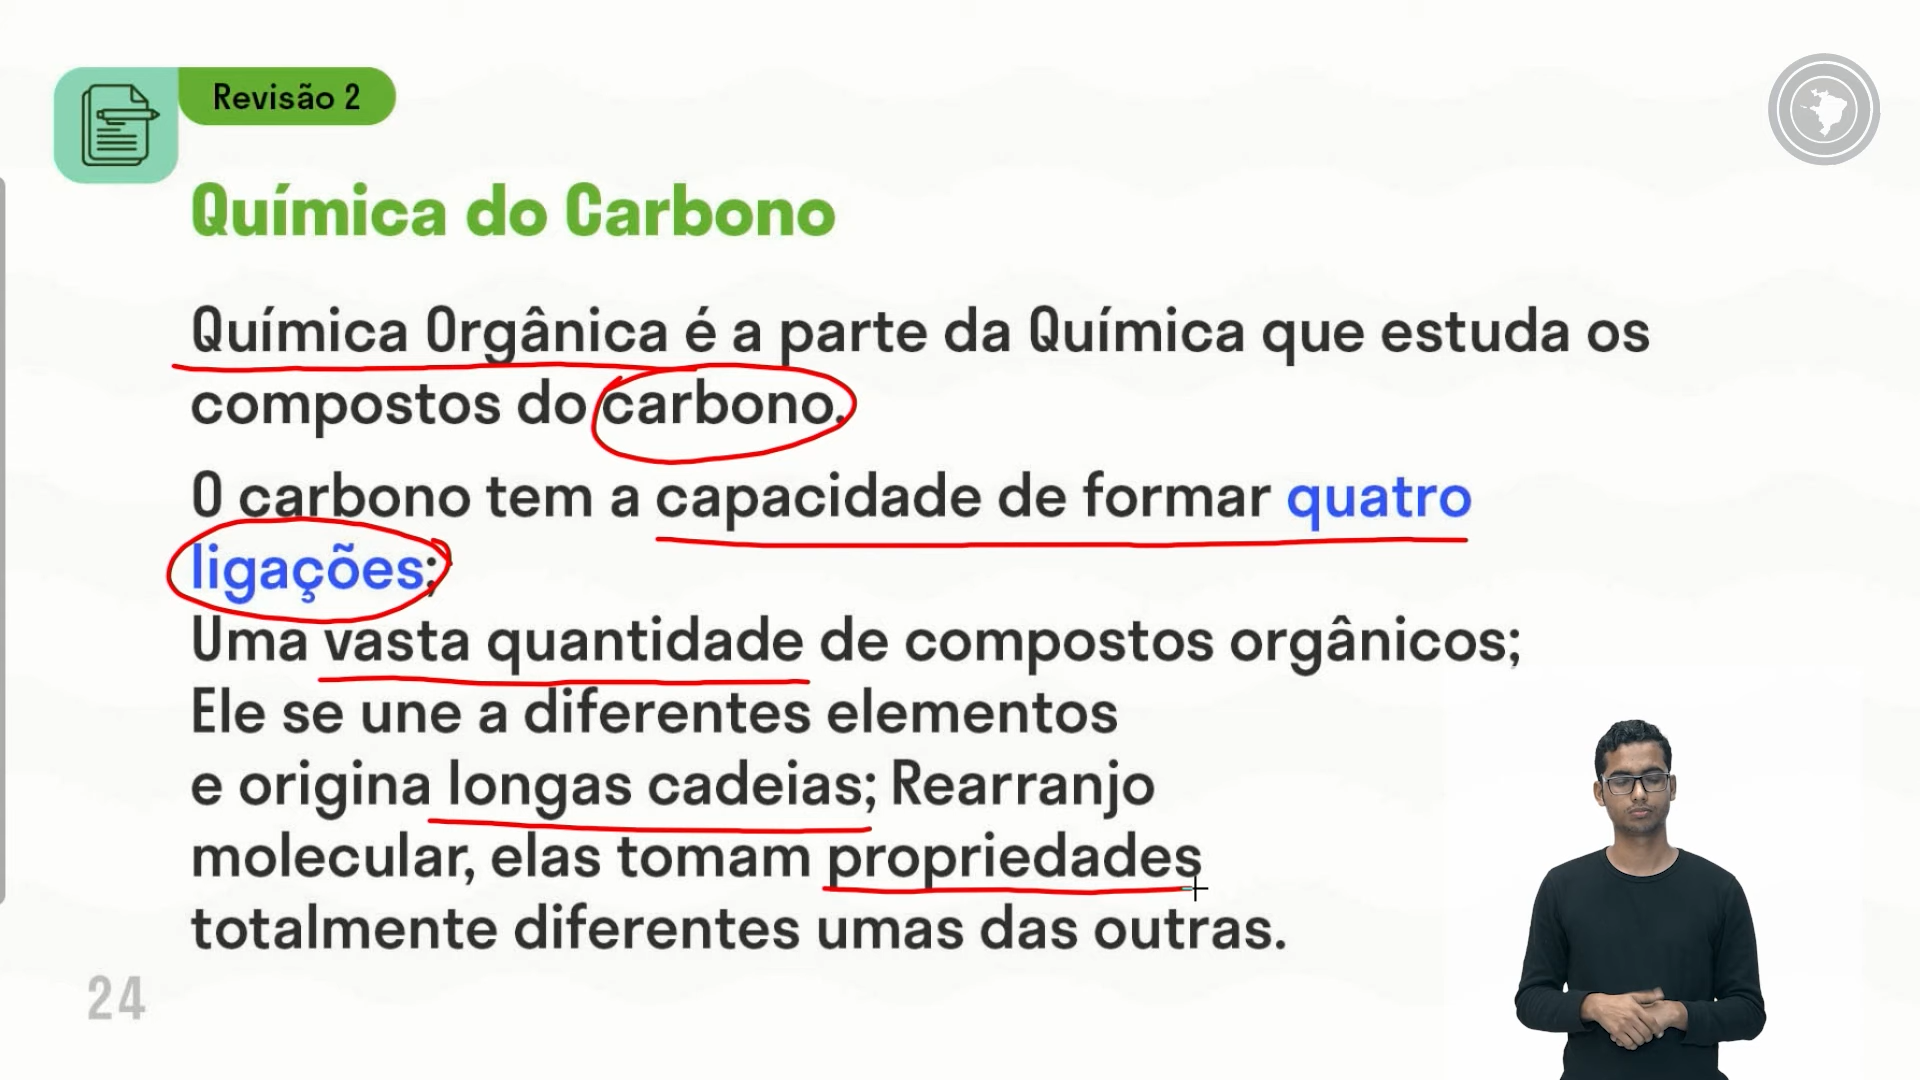 Revisão 2
Química do Carbono
Química Orgânica é a parte da Química que estuda os
compostos do carbono.
O carbono tem a capacidade de formar quatro
ligações;
Uma vasta quantidade de compostos orgânicos;
Ele se une a diferentes elementos
e origina longas cadeias; Rearranjo
molecular, elas tomam propriedades
totalmente diferentes umas das outras.
24